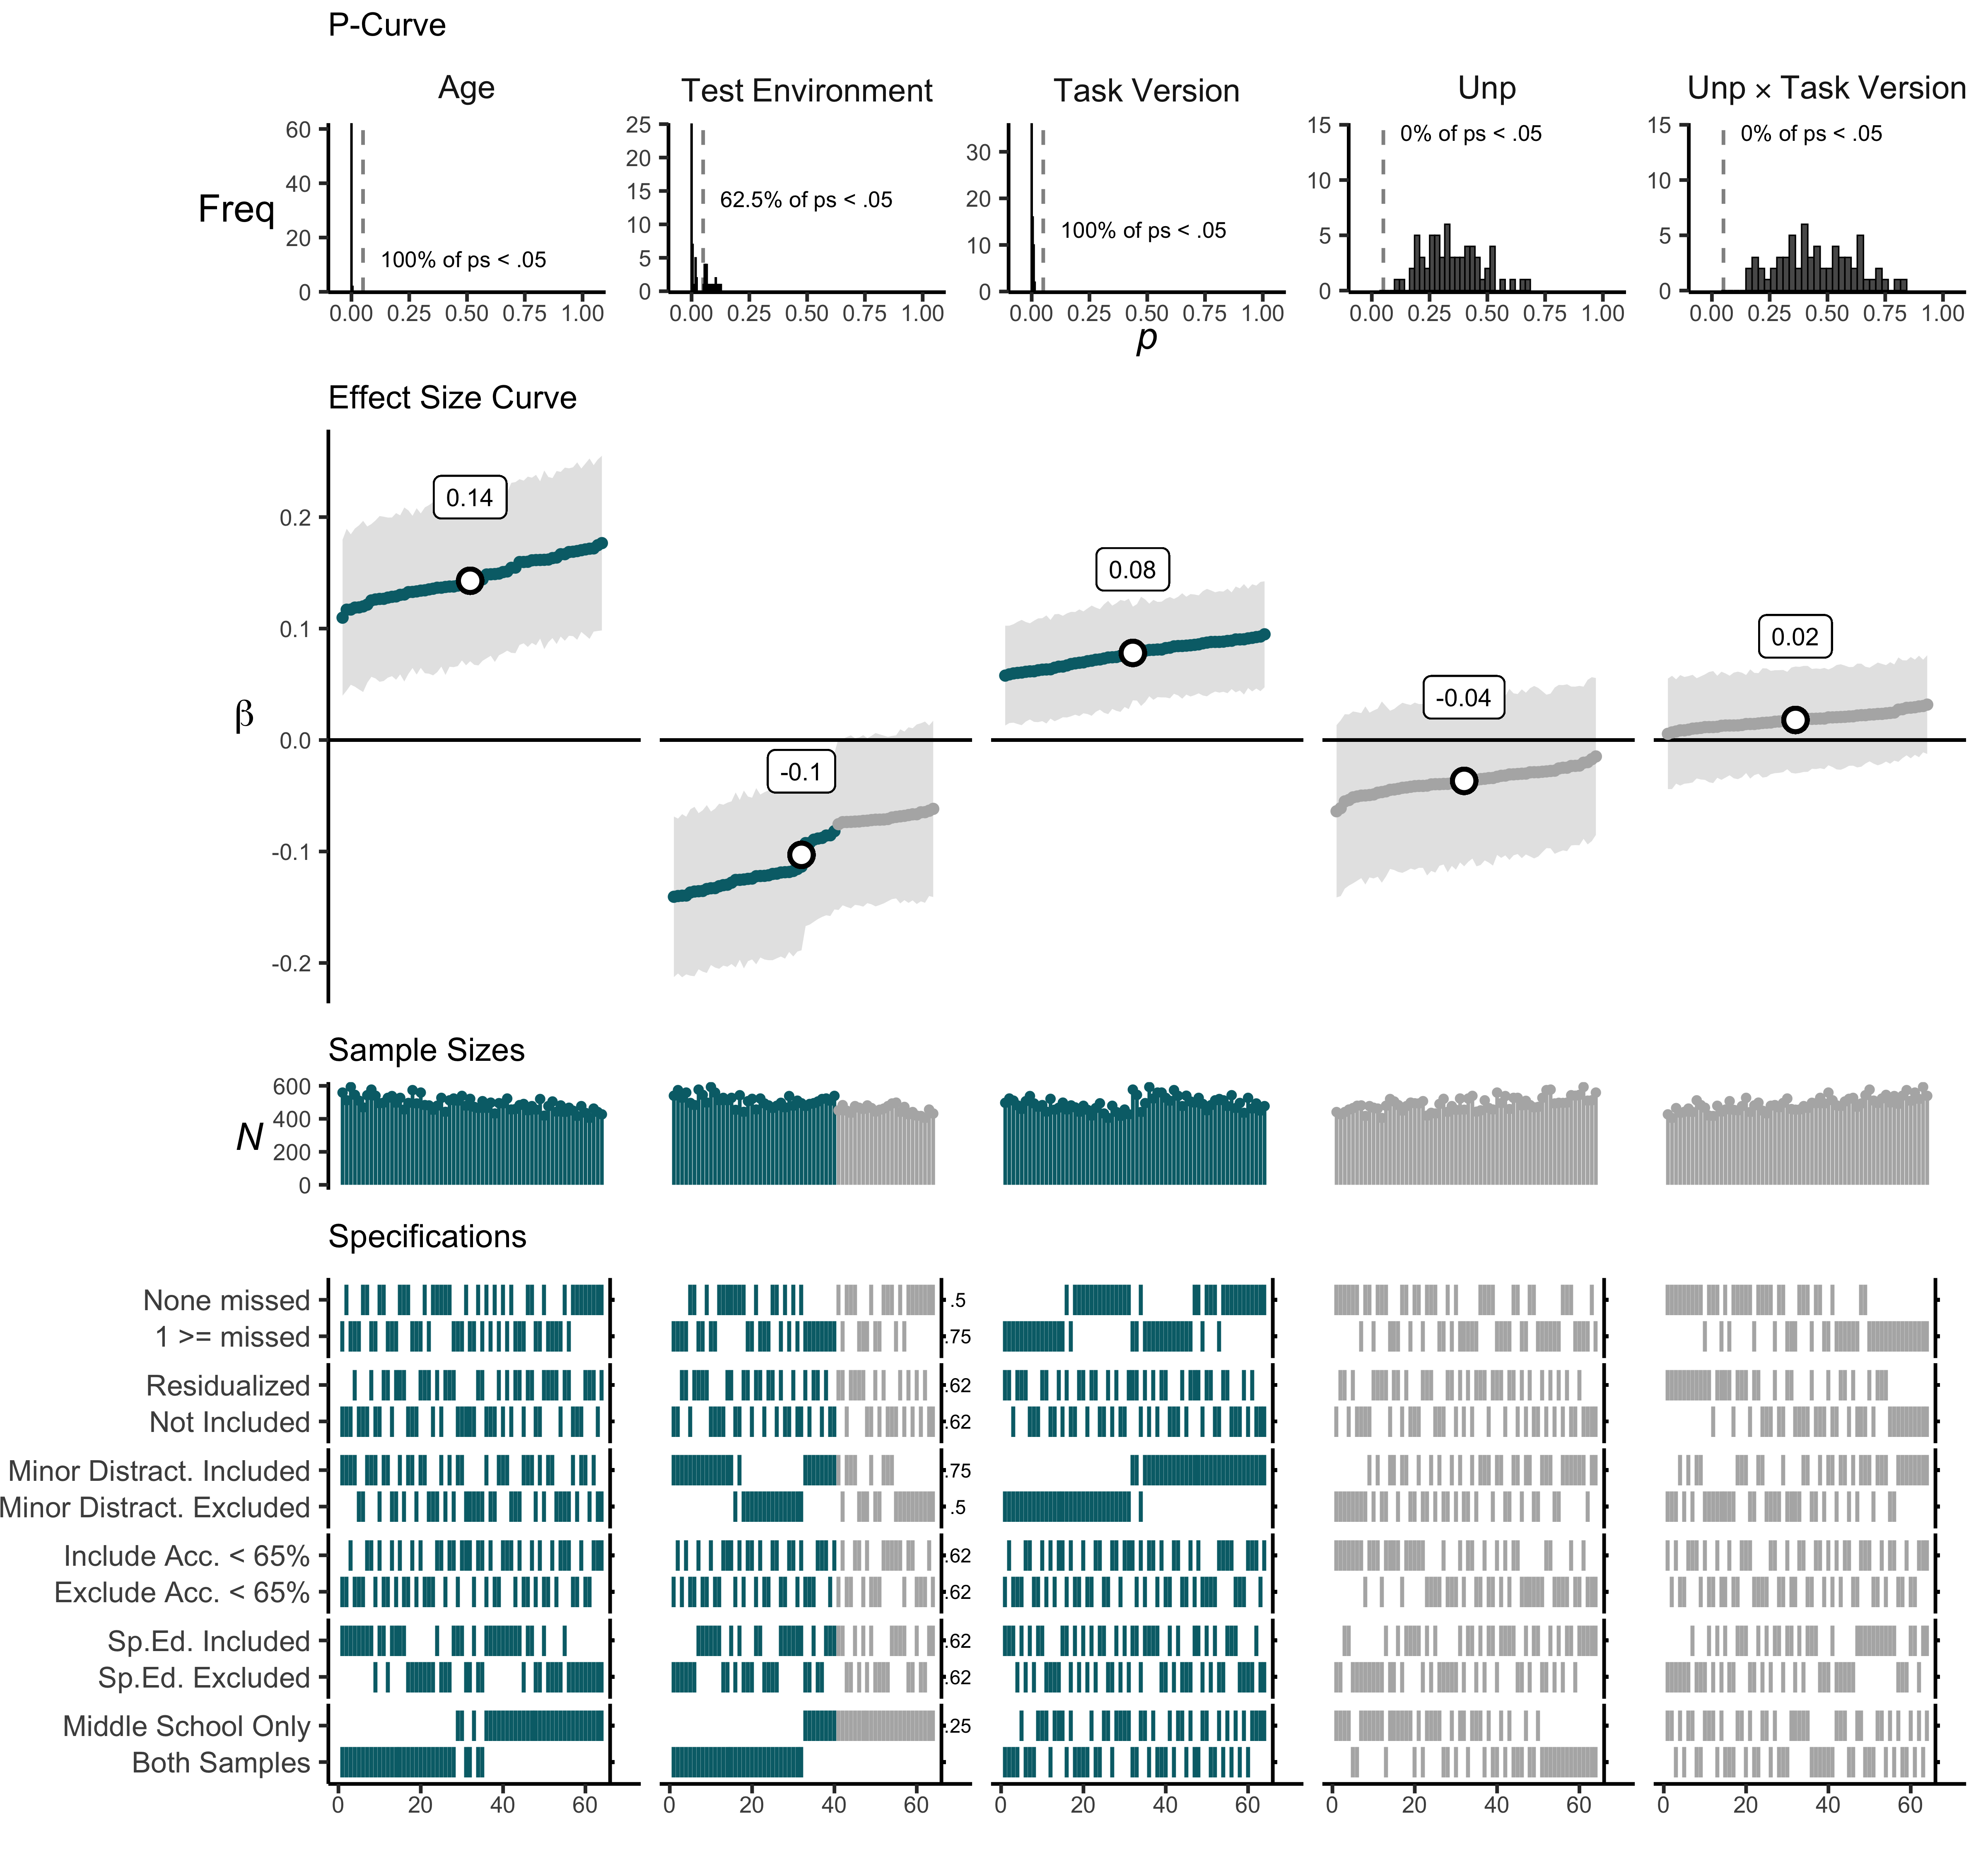 P-Curve
Age
Test Environment
Task Version
Unp
Unp × Task Version
Freq
60
40
20
0
100% of ps < .05
25
20
15
10
5
0
62.5% of ps < .05
30
20
10
0
100% of ps < .05
15
10
5
0
0% of ps < .05
15
10
5
0
0% of ps < .05
0.00 0.25 0.50 0.75 1.00
0.00 0.25 0.50 0.75 1.00
0.00 0.25 0.50 0.75 1.00
0.00 0.25 0.50 0.75 1.00
0.00 0.25 0.50 0.75 1.00
p
Effect Size Curve
β
0.2
0.1
0.0
-0.1
-0.2
0.14
-0.1
0.08
-0.04
0.02
Sample Sizes
N
600
400
200
0
Specifications
None missed .5
1 >= missed .75
Residualized .62
Not Included .62
Minor Distract. Included .75
Minor Distract. Excluded .5
Include Acc. < 65% .62
Exclude Acc. < 65% .62
Sp.Ed. Included .62
Sp.Ed. Excluded .62
Middle School Only .25
Both Samples
0 20 40 60
0 20 40 60
0 20 40 60
0 20 40 60
0 20 40 60